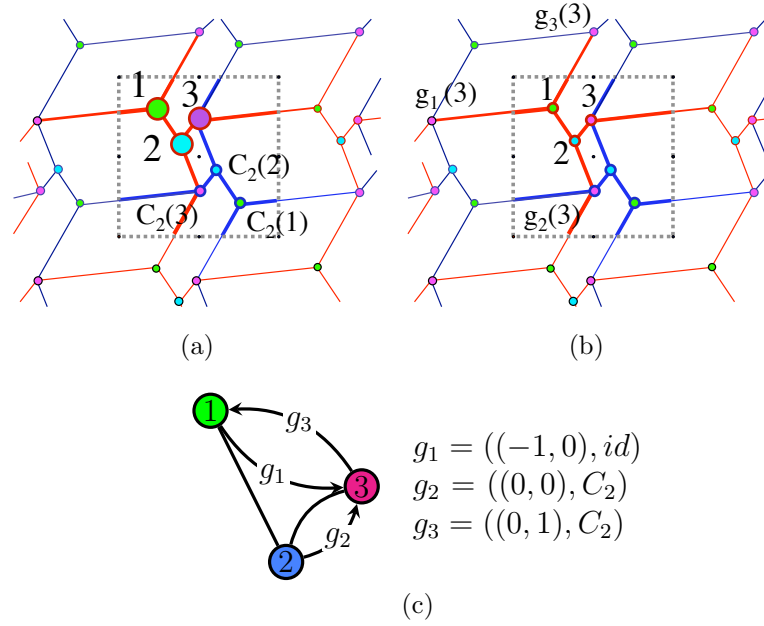 1
3
2
C₂(2)
C₂(3)
C₂(1)
(a)
g₃(3)
g₁(3)
1
3
2
g₂(3)
(b)
1
g₃
g₁
3
g₂
2
g₁ = ((−1, 0), id)
g₂ = ((0, 0), C₂)
g₃ = ((0, 1), C₂)
(c)